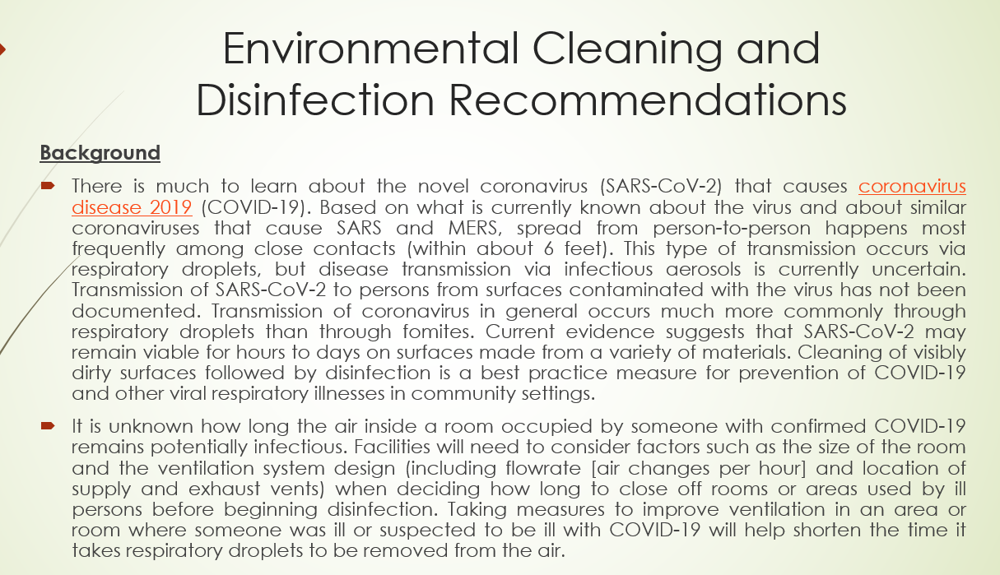 Environmental Cleaning and
Disinfection Recommendations
Background
There is much to learn about the novel coronavirus (SARS-CoV-2) that causes coronavirus
disease 2019 (COVID-19). Based on what is currently known about the virus and about similar
coronaviruses that cause SARS and MERS, spread from person-to-person happens most
frequently among close contacts (within about 6 feet). This type of transmission occurs via
respiratory droplets, but disease transmission via infectious aerosols is currently uncertain.
Transmission of SARS-CoV-2 to persons from surfaces contaminated with the virus has not been
documented. Transmission of coronavirus in general occurs much more commonly through
respiratory droplets than through fomites. Current evidence suggests that SARS-CoV-2 may
remain viable for hours to days on surfaces made from a variety of materials. Cleaning of visibly
dirty surfaces followed by disinfection is a best practice measure for prevention of COVID-19
and other viral respiratory illnesses in community settings.
It is unknown how long the air inside a room occupied by someone with confirmed COVID-19
remains potentially infectious. Facilities will need to consider factors such as the size of the room
and the ventilation system design (including flowrate [air changes per hour] and location of
supply and exhaust vents) when deciding how long to close off rooms or areas used by ill
persons before beginning disinfection. Taking measures to improve ventilation in an area or
room where someone was ill or suspected to be ill with COVID-19 will help shorten the time it
takes respiratory droplets to be removed from the air.